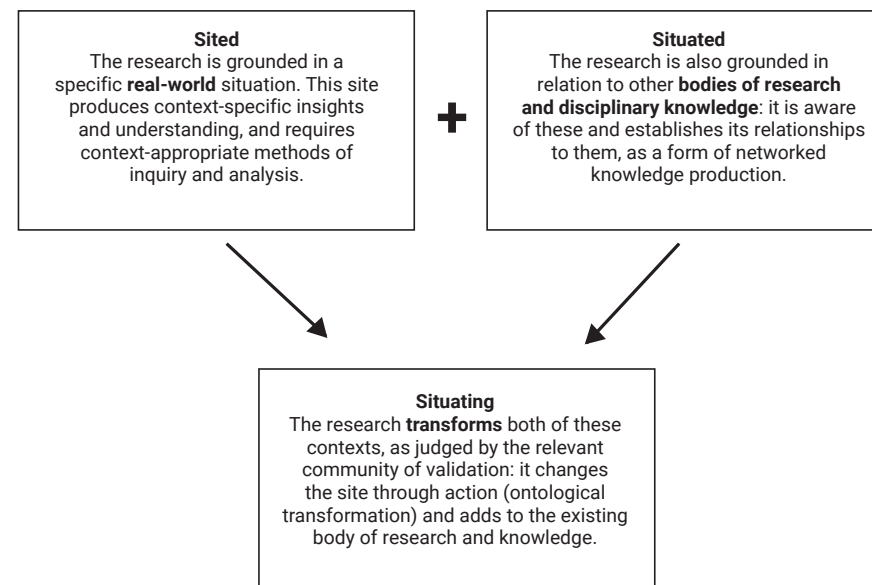 Sited
The research is grounded in a
specific real-world situation. This site
produces context-specific insights
and understanding, and requires
context-appropriate methods of
inquiry and analysis.
+
Situated
The research is also grounded in
relation to other bodies of research
and disciplinary knowledge: it is aware
of these and establishes its relationships
to them, as a form of networked
knowledge production.
Situating
The research transforms both of these
contexts, as judged by the relevant
community of validation: it changes
the site through action (ontological
transformation) and adds to the existing
body of research and knowledge.